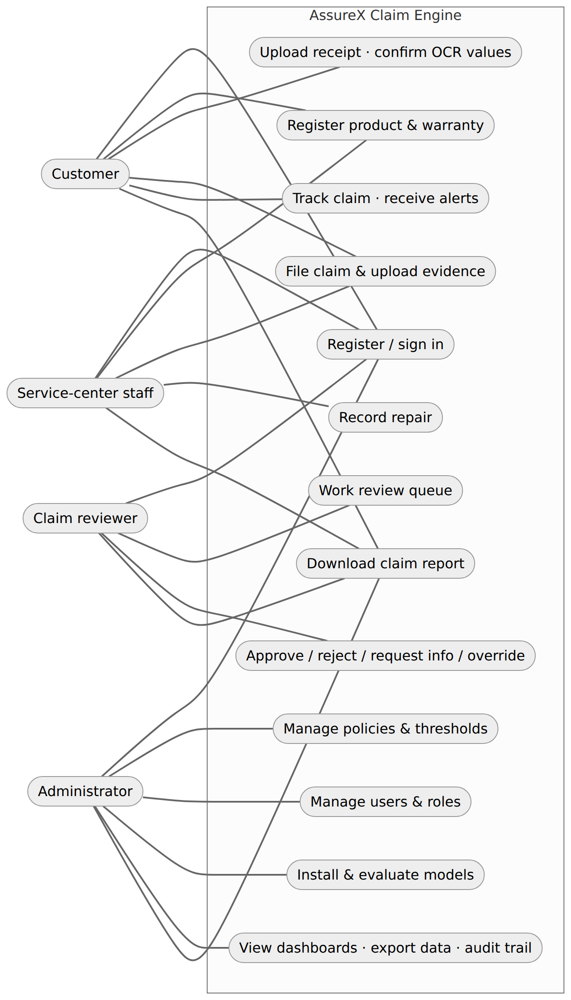 AssureX Claim Engine
Upload receipt · confirm OCR values
Register product & warranty
Customer
Track claim · receive alerts
File claim & upload evidence
Register / sign in
Service-center staff
Record repair
Work review queue
Claim reviewer
Download claim report
Approve / reject / request info / override
Manage policies & thresholds
Administrator
Manage users & roles
Install & evaluate models
View dashboards · export data · audit trail